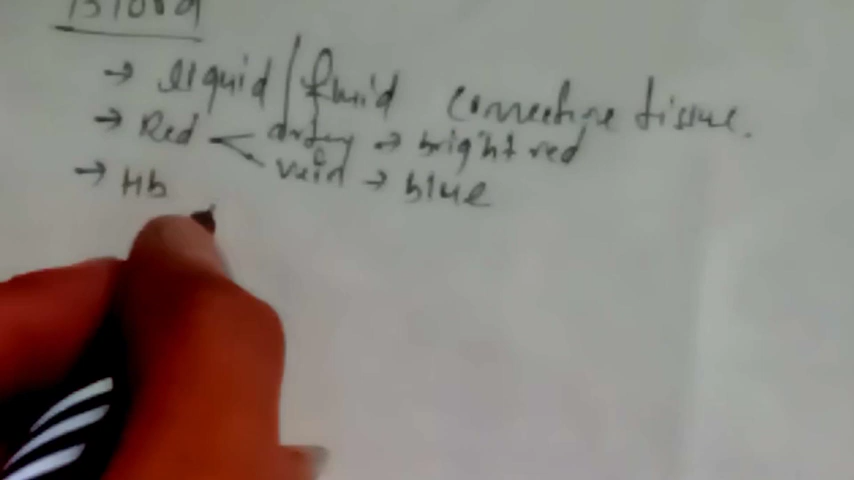 Blood
→ liquid / fluid connective tissue.
→ Red < artery → bright red
vein → blue
→ Hb